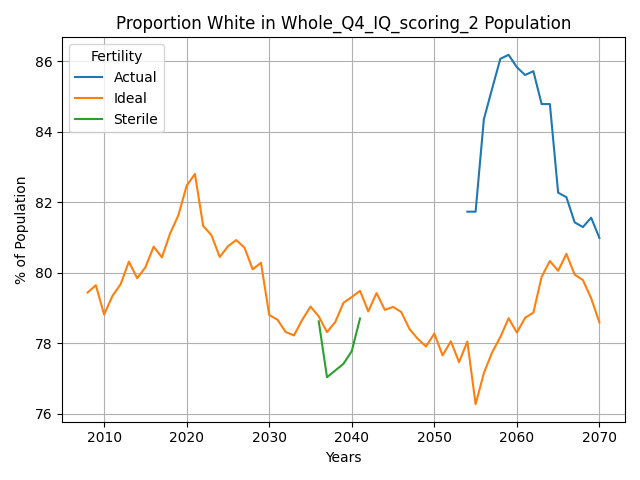 Proportion White in Whole_Q4_IQ_scoring_2 Population
Fertility
Actual
Ideal
Sterile
% of Population
86
84
82
80
78
76
2010 2020 2030 2040 2050 2060 2070
Years